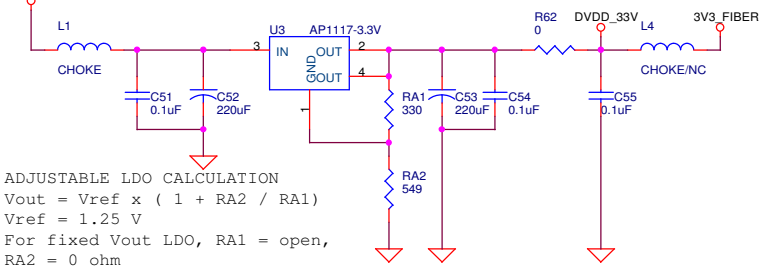 L1
CHOKE
C51
0.1uF
C52
220uF
U3 AP1117-3.3V
3 IN OUT 2
GND
OUT 4
1
RA1
330
RA2
549
C53
220uF
C54
0.1uF
R62
0
DVDD_33V
L4
CHOKE/NC
3V3_FIBER
C55
0.1uF
ADJUSTABLE LDO CALCULATION
Vout = Vref x ( 1 + RA2 / RA1)
Vref = 1.25 V
For fixed Vout LDO, RA1 = open,
RA2 = 0 ohm